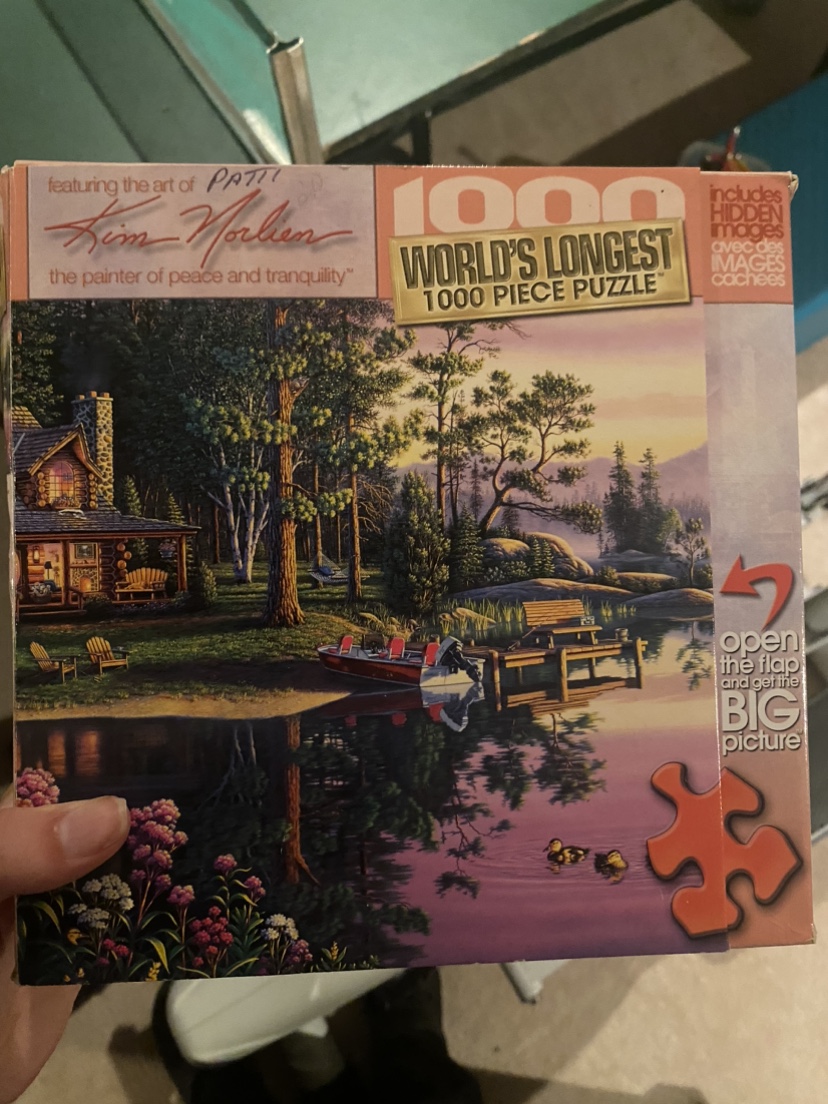 featuring the art of PATTI
Kim Norlien
the painter of peace and tranquility™
1000
WORLD'S LONGEST
1000 PIECE PUZZLE™
includes
HIDDEN
images
avec des
IMAGES
cachées
open
the flap
and get the
BIG
picture